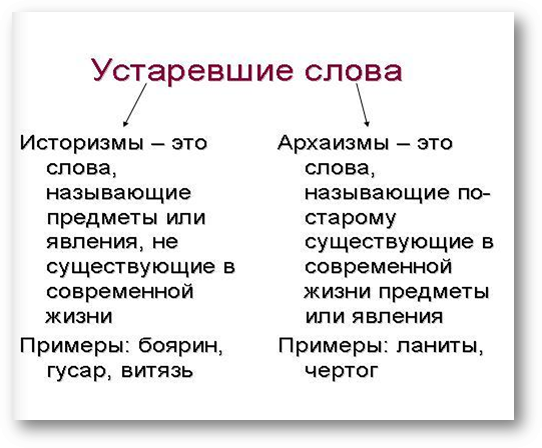 Устаревшие слова
Историзмы – это
слова,
называющие
предметы или
явления, не
существующие в
современной
жизни
Примеры: боярин,
гусар, витязь
Архаизмы – это
слова,
называющие по-
старому
существующие в
современной
жизни предметы
или явления
Примеры: ланиты,
чертог